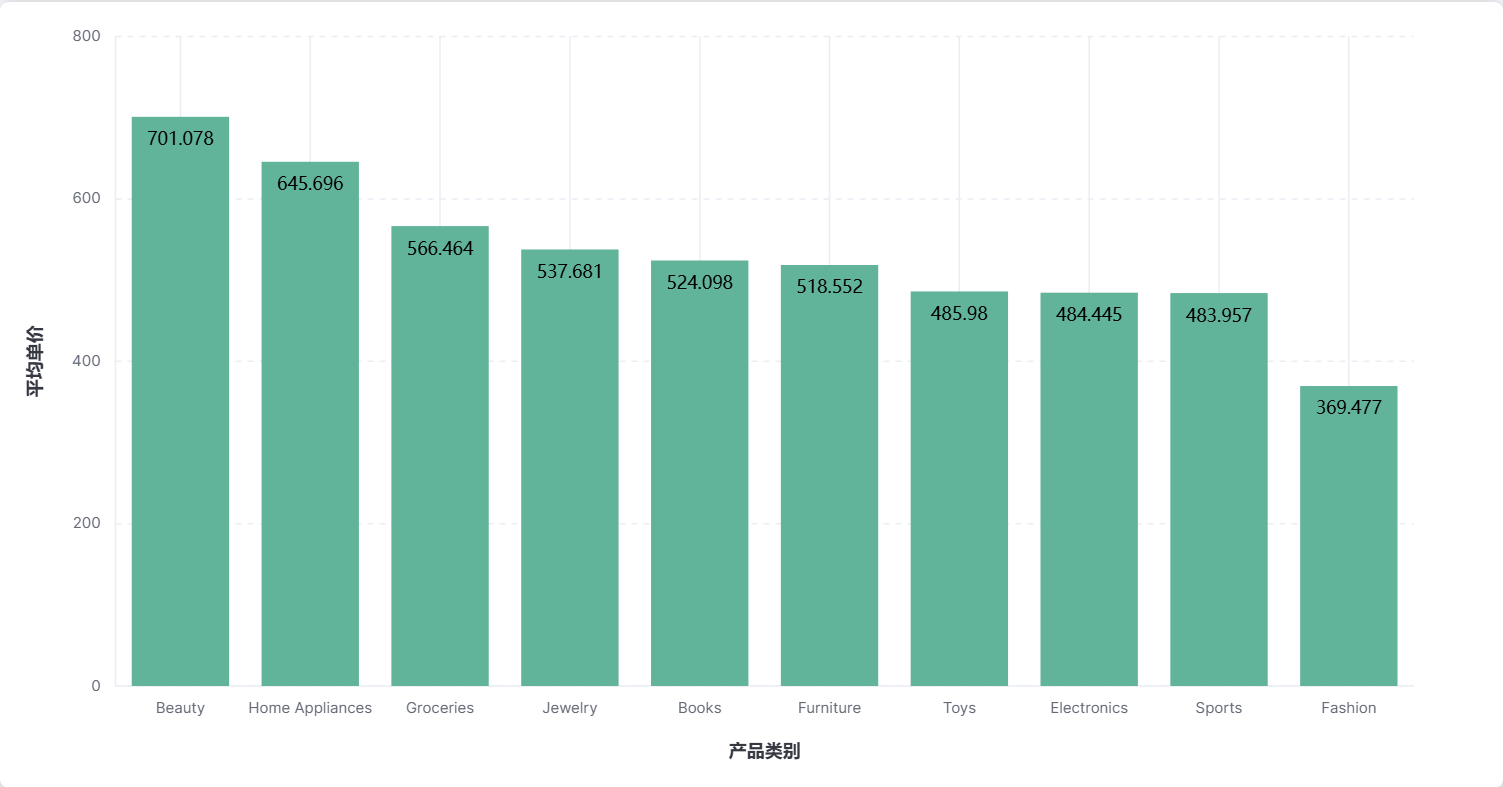 800
600
400
200
0
平均单价
701.078
645.696
566.464
537.681
524.098
518.552
485.98
484.445
483.957
369.477
Beauty
Home Appliances
Groceries
Jewelry
Books
Furniture
Toys
Electronics
Sports
Fashion
产品类别